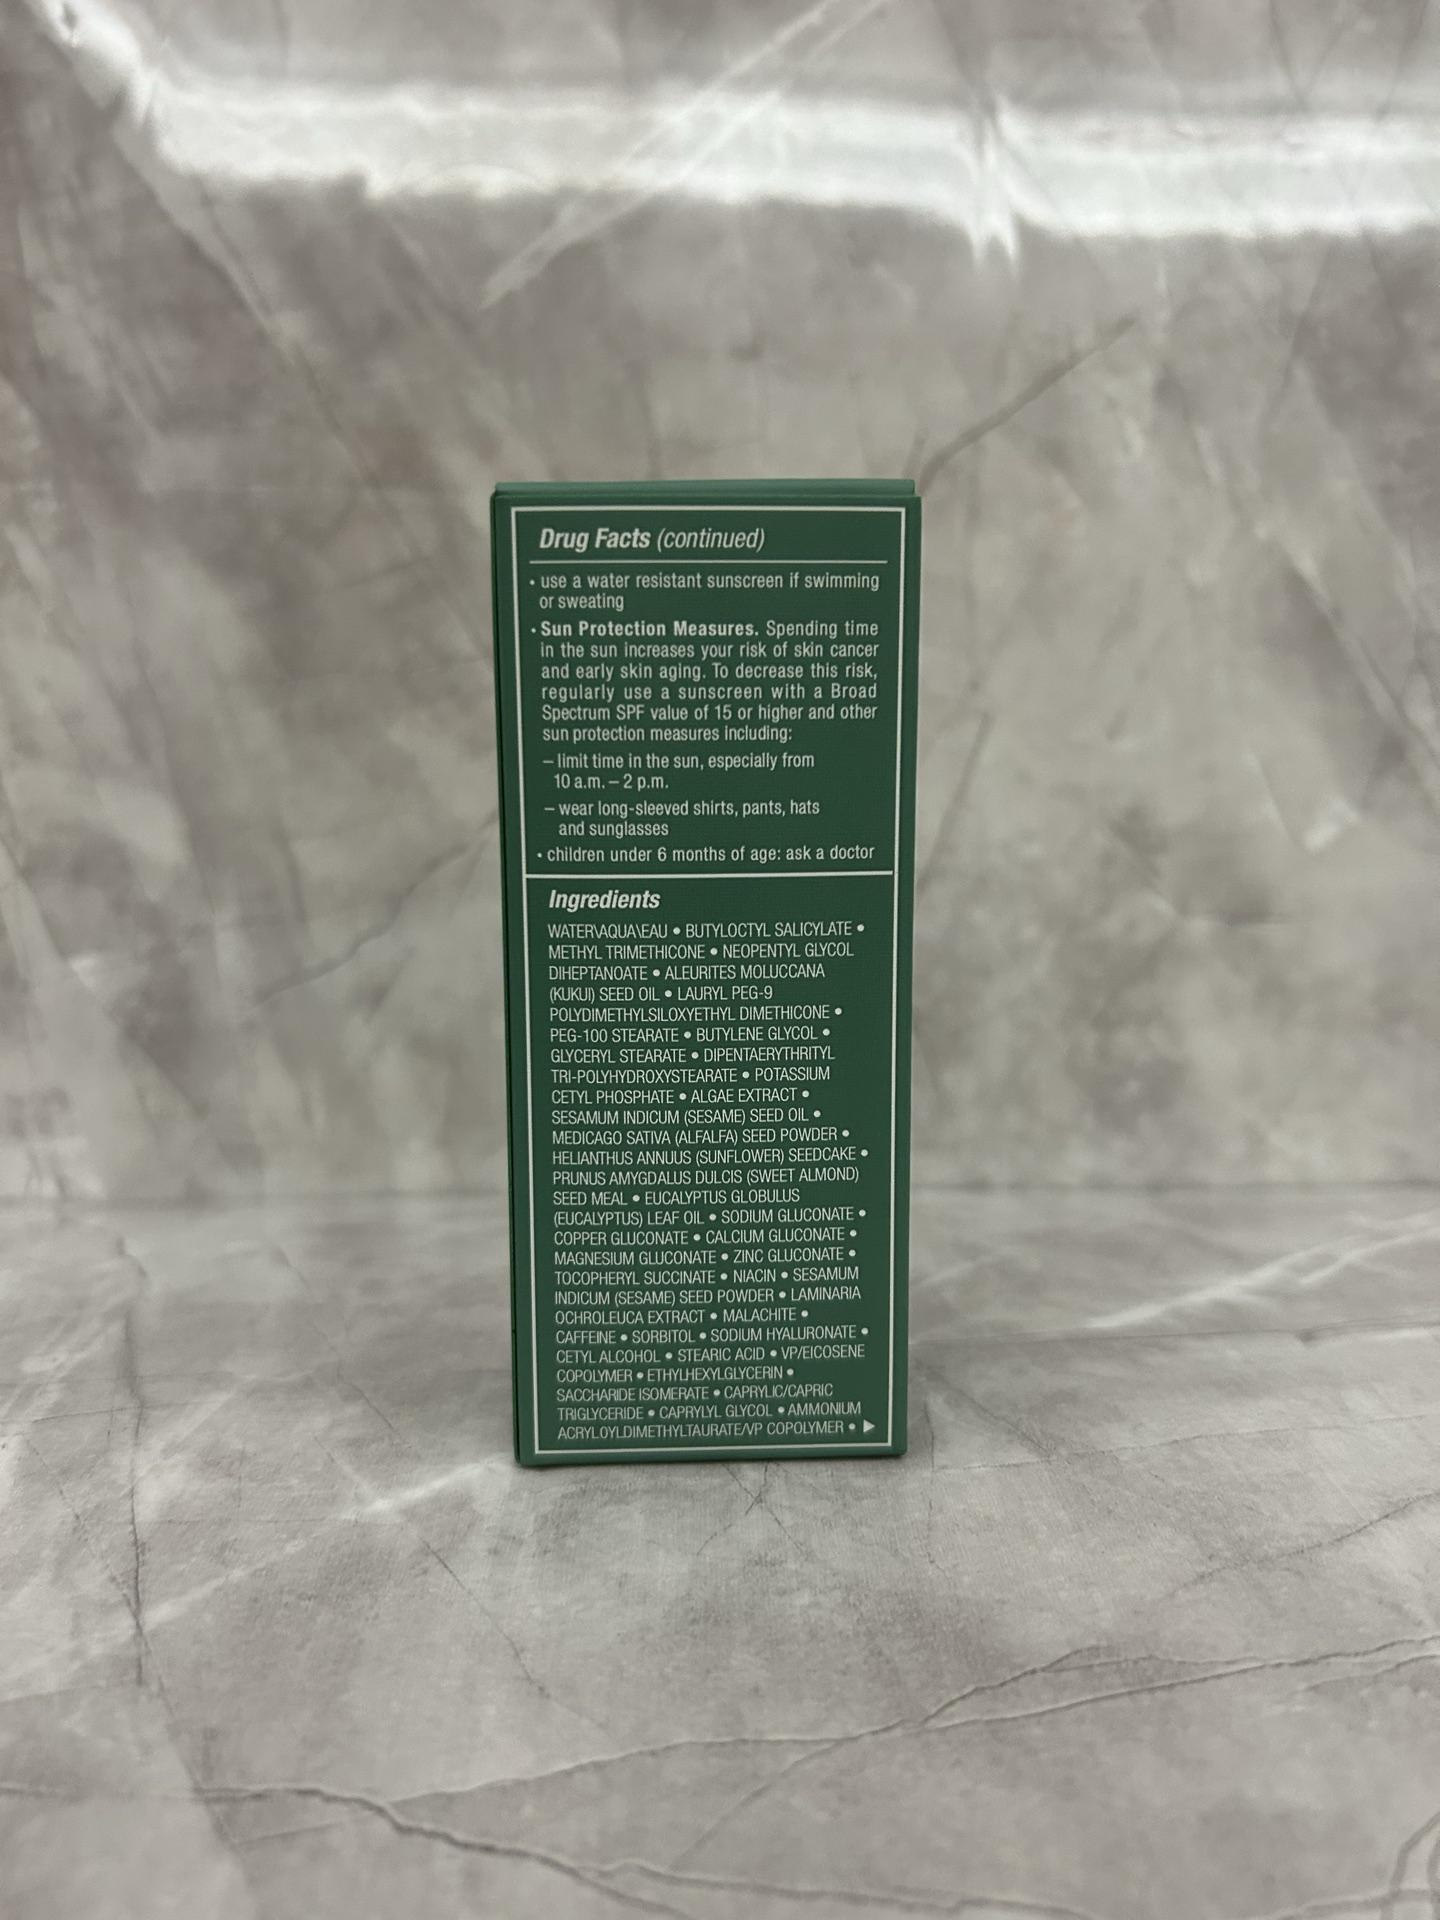 Drug Facts (continued)
• use a water resistant sunscreen if swimming
or sweating
• Sun Protection Measures. Spending time
in the sun increases your risk of skin cancer
and early skin aging. To decrease this risk,
regularly use a sunscreen with a Broad
Spectrum SPF value of 15 or higher and other
sun protection measures including:
– limit time in the sun, especially from
10 a.m. – 2 p.m.
– wear long-sleeved shirts, pants, hats
and sunglasses
• children under 6 months of age: ask a doctor
Ingredients
WATER\AQUA\EAU • BUTYLOCTYL SALICYLATE •
METHYL TRIMETHICONE • NEOPENTYL GLYCOL
DIHEPTANOATE • ALEURITES MOLUCCANA
(KUKUI) SEED OIL • LAURYL PEG-9
POLYDIMETHYLSILOXYETHYL DIMETHICONE •
PEG-100 STEARATE • BUTYLENE GLYCOL •
GLYCERYL STEARATE • DIPENTAERYTHRITYL
TRI-POLYHYDROXYSTEARATE • POTASSIUM
CETYL PHOSPHATE • ALGAE EXTRACT •
SESAMUM INDICUM (SESAME) SEED OIL •
MEDICAGO SATIVA (ALFALFA) SEED POWDER •
HELIANTHUS ANNUUS (SUNFLOWER) SEEDCAKE •
PRUNUS AMYGDALUS DULCIS (SWEET ALMOND)
SEED MEAL • EUCALYPTUS GLOBULUS
(EUCALYPTUS) LEAF OIL • SODIUM GLUCONATE •
COPPER GLUCONATE • CALCIUM GLUCONATE •
MAGNESIUM GLUCONATE • ZINC GLUCONATE •
TOCOPHERYL SUCCINATE • NIACIN • SESAMUM
INDICUM (SESAME) SEED POWDER • LAMINARIA
OCHROLEUCA EXTRACT • MALACHITE •
CAFFEINE • SORBITOL • SODIUM HYALURONATE •
CETYL ALCOHOL • STEARIC ACID • VP/EICOSENE
COPOLYMER • ETHYLHEXYLGLYCERIN •
SACCHARIDE ISOMERATE • CAPRYLIC/CAPRIC
TRIGLYCERIDE • CAPRYLYL GLYCOL • AMMONIUM
ACRYLOYLDIMETHYLTAURATE/VP COPOLYMER • ▶